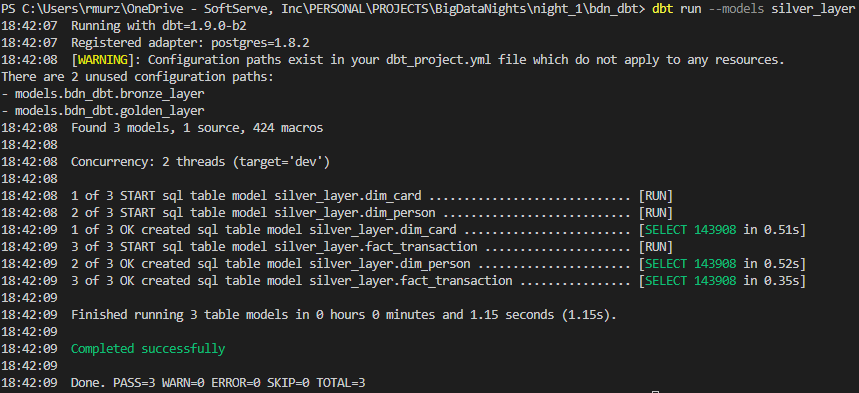 PS C:\Users\rmurz\OneDrive - SoftServe, Inc\PERSONAL\PROJECTS\BigDataNights\night_1\bdn_dbt> dbt run --models silver_layer
18:42:07  Running with dbt=1.9.0-b2
18:42:07  Registered adapter: postgres=1.8.2
18:42:08  [WARNING]: Configuration paths exist in your dbt_project.yml file which do not apply to any resources.
There are 2 unused configuration paths:
- models.bdn_dbt.bronze_layer
- models.bdn_dbt.golden_layer
18:42:08  Found 3 models, 1 source, 424 macros
18:42:08
18:42:08  Concurrency: 2 threads (target='dev')
18:42:08
18:42:08  1 of 3 START sql table model silver_layer.dim_card ............................. [RUN]
18:42:08  2 of 3 START sql table model silver_layer.dim_person ........................... [RUN]
18:42:09  1 of 3 OK created sql table model silver_layer.dim_card ........................ [SELECT 143908 in 0.51s]
18:42:09  3 of 3 START sql table model silver_layer.fact_transaction ..................... [RUN]
18:42:09  2 of 3 OK created sql table model silver_layer.dim_person ...................... [SELECT 143908 in 0.52s]
18:42:09  3 of 3 OK created sql table model silver_layer.fact_transaction ................ [SELECT 143908 in 0.35s]
18:42:09
18:42:09  Finished running 3 table models in 0 hours 0 minutes and 1.15 seconds (1.15s).
18:42:09
18:42:09  Completed successfully
18:42:09
18:42:09  Done. PASS=3 WARN=0 ERROR=0 SKIP=0 TOTAL=3